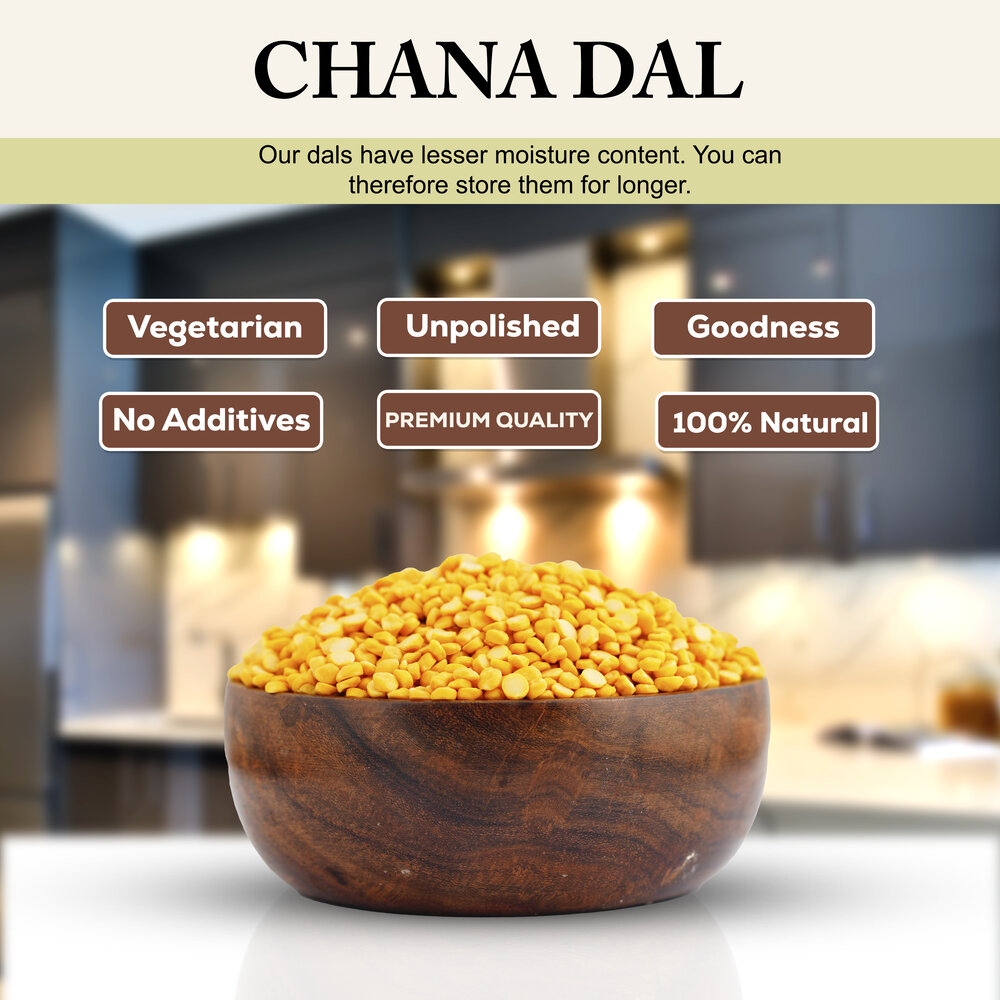 CHANA DAL
Our dals have lesser moisture content. You can
therefore store them for longer.
Vegetarian
Unpolished
Goodness
No Additives
PREMIUM QUALITY
100% Natural